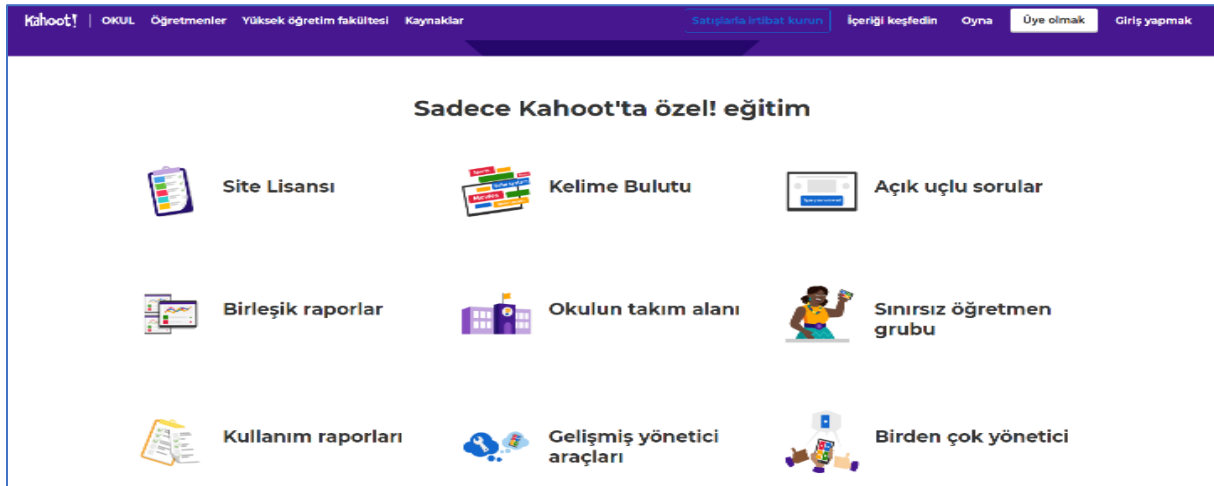 Kahoot! | OKUL Öğretmenler Yüksek öğretim fakültesi Kaynaklar Satışlarla irtibat kurun İçeriği keşfedin Oyna Üye olmak Giriş yapmak
Sadece Kahoot'ta özel! eğitim
Site Lisansı
Kelime Bulutu
Açık uçlu sorular
Birleşik raporlar
Okulun takım alanı
Sınırsız öğretmen
grubu
Kullanım raporları
Gelişmiş yönetici
araçları
Birden çok yönetici